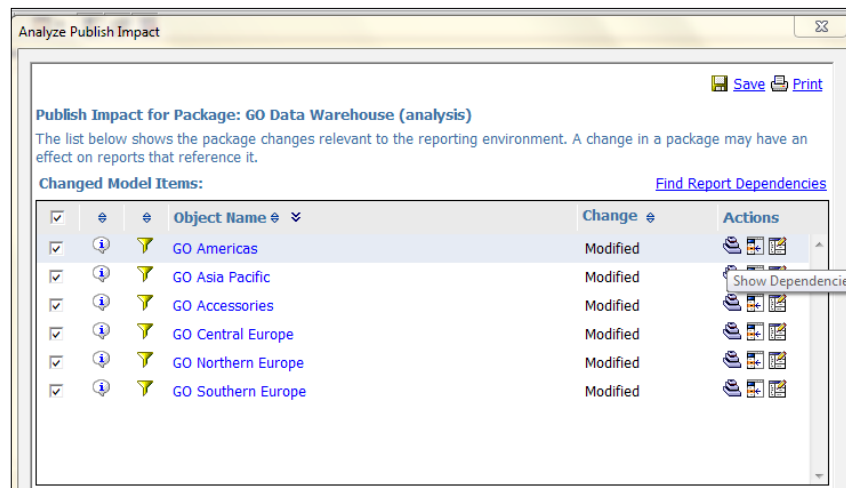 Analyze Publish Impact
Save Print
Publish Impact for Package: GO Data Warehouse (analysis)
The list below shows the package changes relevant to the reporting environment. A change in a package may have an
effect on reports that reference it.
Changed Model Items: Find Report Dependencies
Object Name Change Actions
GO Americas Modified
GO Asia Pacific Modified
Show Dependencie
GO Accessories Modified
GO Central Europe Modified
GO Northern Europe Modified
GO Southern Europe Modified